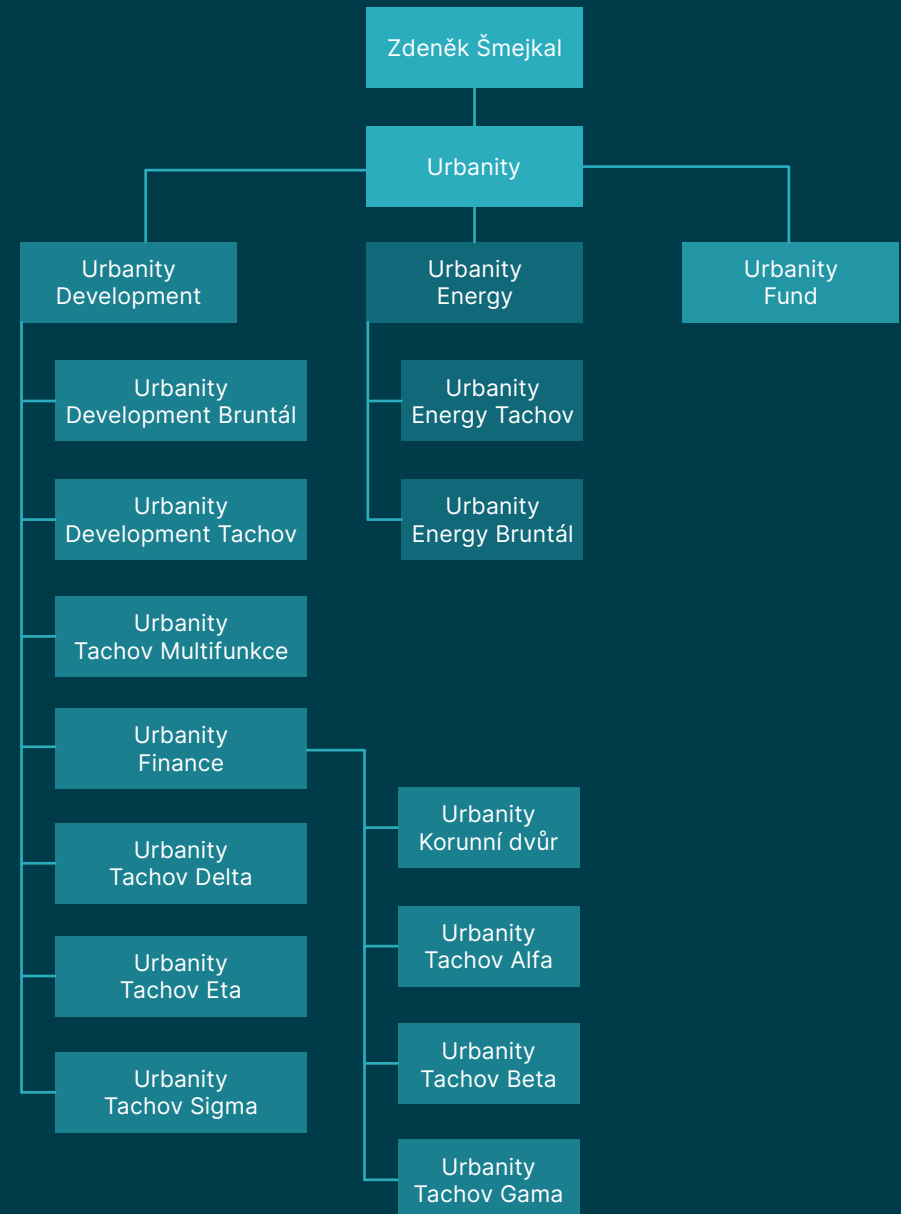 Zdeněk Šmejkal
Urbanity
Urbanity
Development
Urbanity
Energy
Urbanity
Fund
Urbanity
Development Bruntál
Urbanity
Development Tachov
Urbanity
Tachov Multifunkce
Urbanity
Finance
Urbanity
Tachov Delta
Urbanity
Tachov Eta
Urbanity
Tachov Sigma
Urbanity
Energy Tachov
Urbanity
Energy Bruntál
Urbanity
Korunní dvůr
Urbanity
Tachov Alfa
Urbanity
Tachov Beta
Urbanity
Tachov Gama